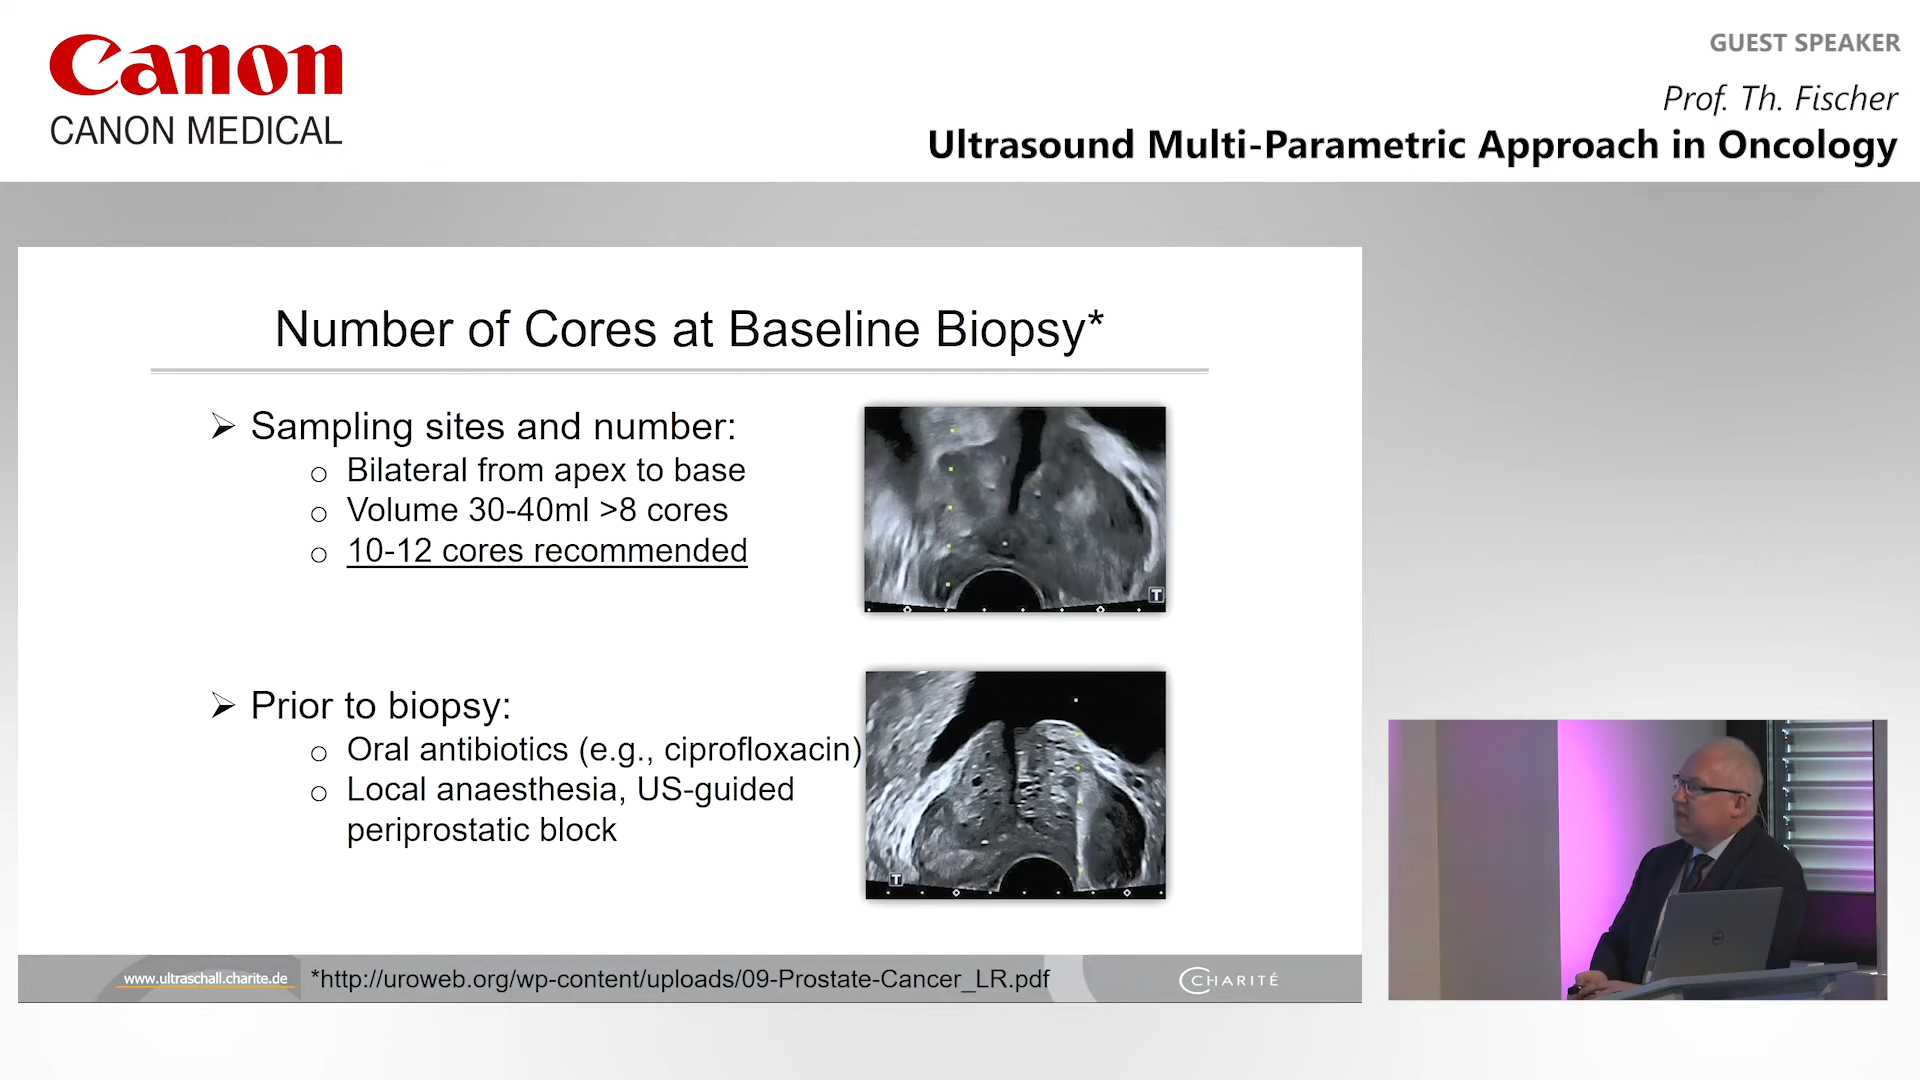 Canon
CANON MEDICAL
GUEST SPEAKER
Prof. Th. Fischer
Ultrasound Multi-Parametric Approach in Oncology
Number of Cores at Baseline Biopsy*
➢ Sampling sites and number:
○ Bilateral from apex to base
○ Volume 30-40ml >8 cores
○ 10-12 cores recommended
T
➢ Prior to biopsy:
○ Oral antibiotics (e.g., ciprofloxacin)
○ Local anaesthesia, US-guided
periprostatic block
T
www.ultraschall.charite.de
*http://uroweb.org/wp-content/uploads/09-Prostate-Cancer_LR.pdf
CHARITÉ
DELL